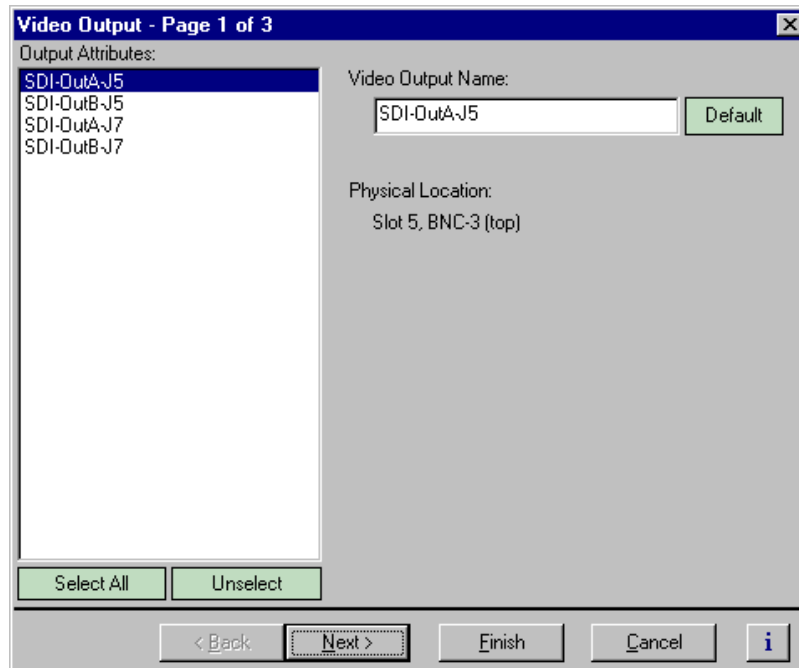 Video Output - Page 1 of 3
Output Attributes:
SDI-OutA-J5
SDI-OutB-J5
SDI-OutA-J7
SDI-OutB-J7
Video Output Name:
SDI-OutA-J5
Default
Physical Location:
Slot 5, BNC-3 (top)
Select All
Unselect
< Back
Next >
Finish
Cancel
i